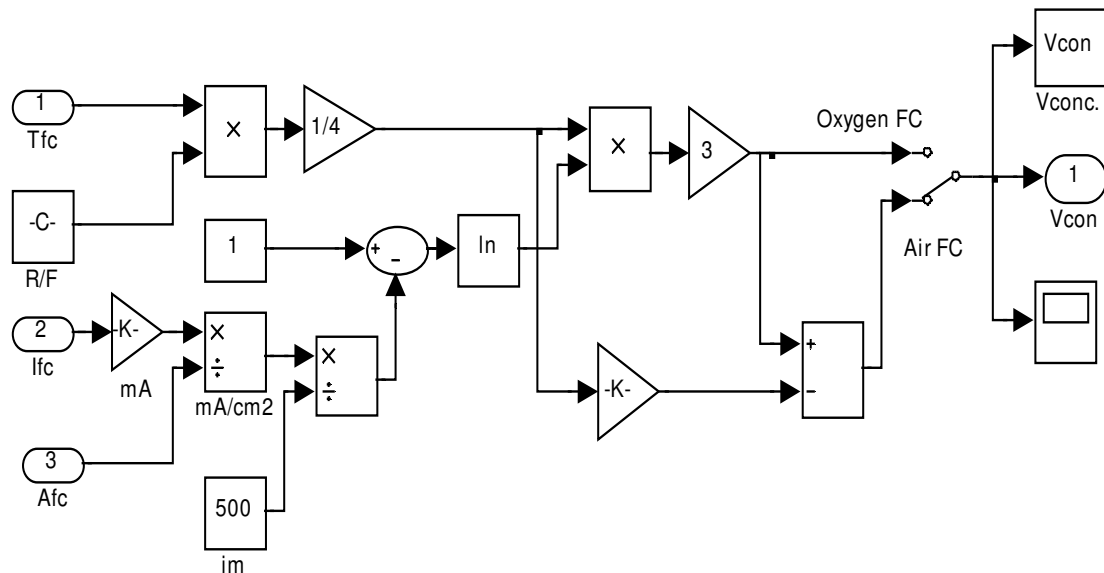 Vcon
Vconc.
1
Tfc
×
1/4
×
3
Oxygen FC
1
Vcon
-C-
R/F
1
+
−
ln
Air FC
2
Ifc
-K-
mA
×
÷
mA/cm2
×
÷
-K-
+
−
3
Afc
500
im